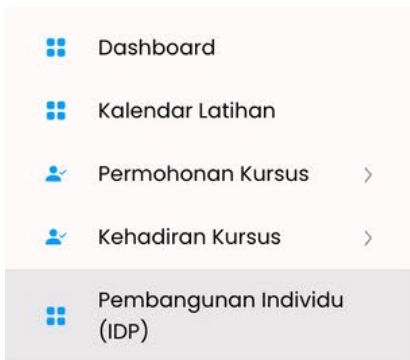 Dashboard
Kalendar Latihan
Permohonan Kursus
Kehadiran Kursus
Pembangunan Individu
(IDP)